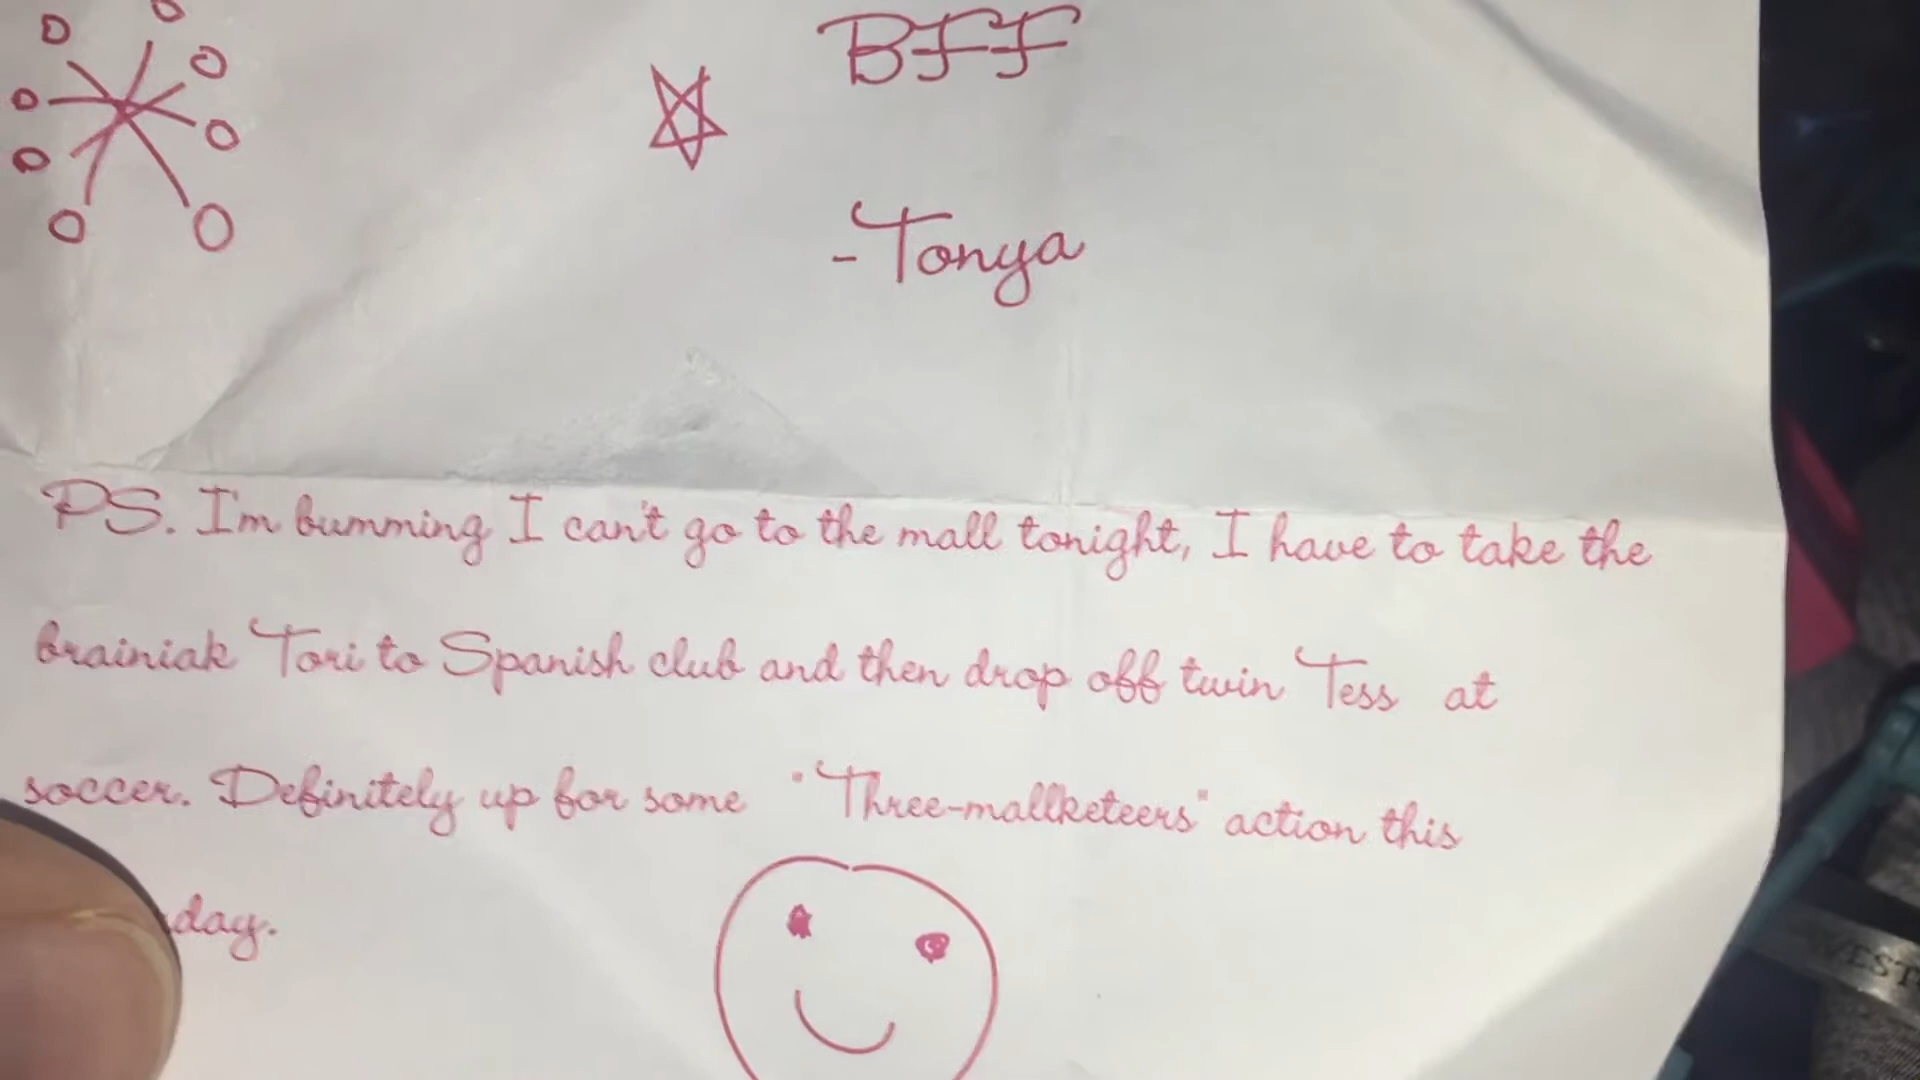 BFF
-Tonya
PS. I'm bumming I can't go to the mall tonight, I have to take the
brainiak Tori to Spanish club and then drop off twin Tess at
soccer. Definitely up for some "Three-mallketeers" action this
day.